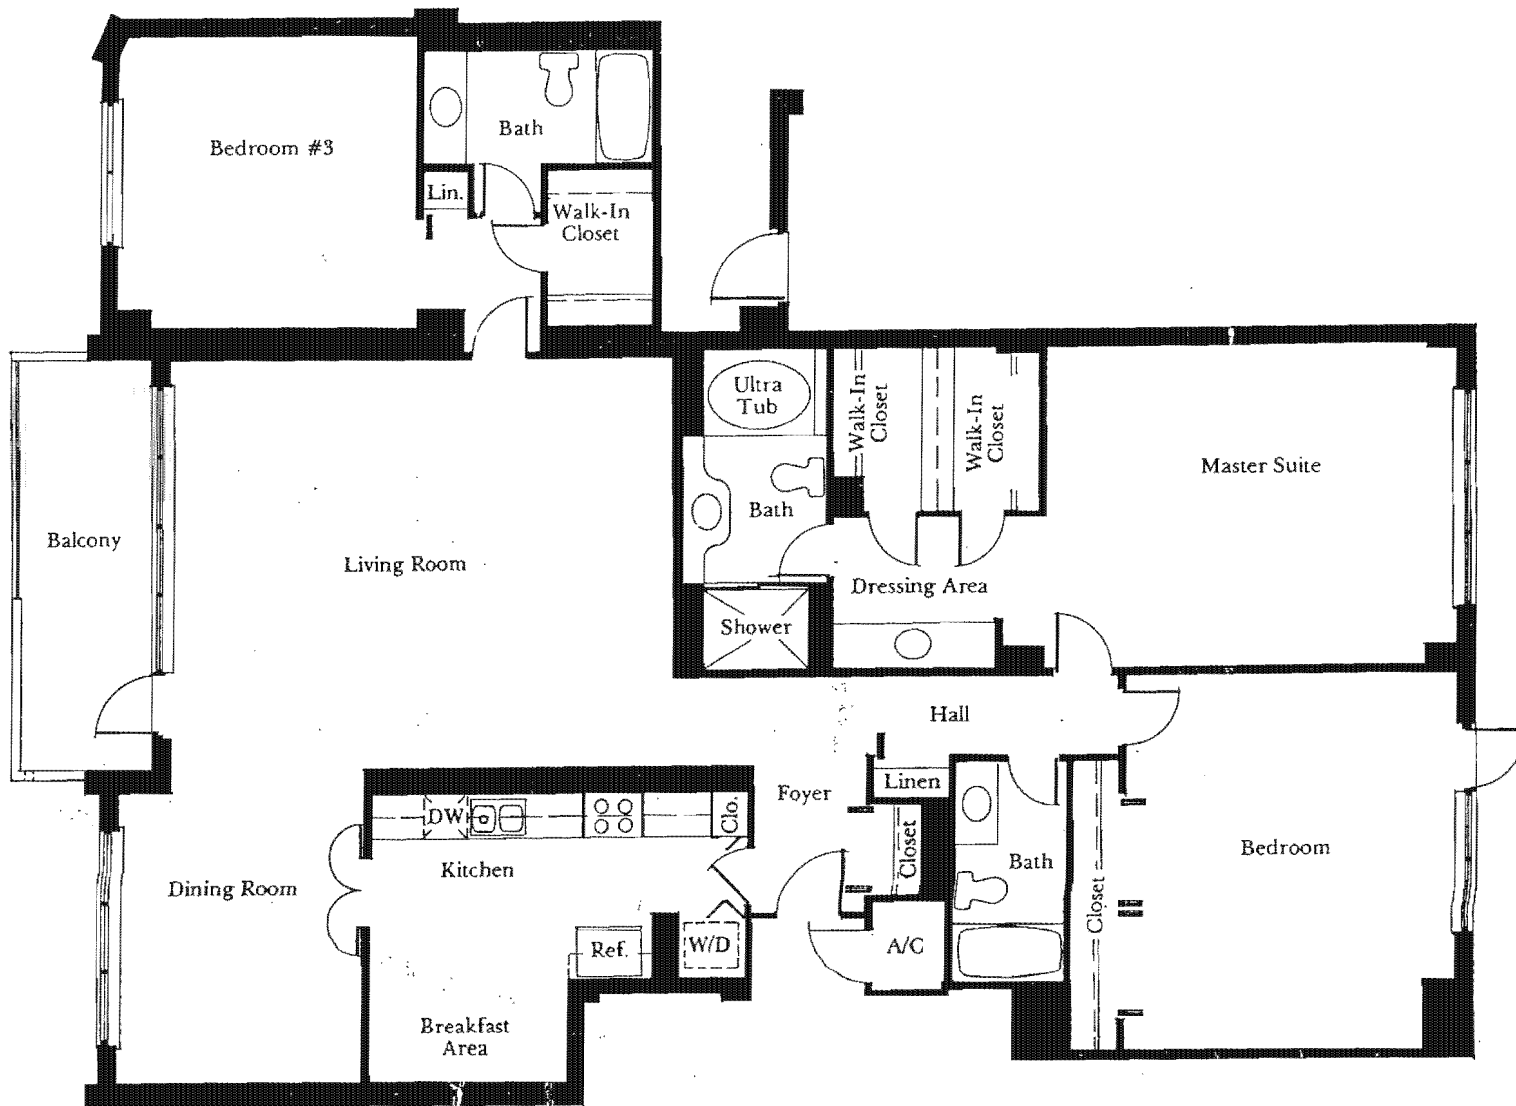 Bath
Bedroom #3
Lin.
Walk-In
Closet
Ultra
Tub
Walk-In
Closet
Walk-In
Closet
Master Suite
Bath
Balcony
Living Room
Dressing Area
Shower
Hall
Linen
Foyer
DW
Clo.
Closet
Kitchen
Bath
Bedroom
Dining Room
Closet
Ref.
W/D
A/C
Breakfast
Area